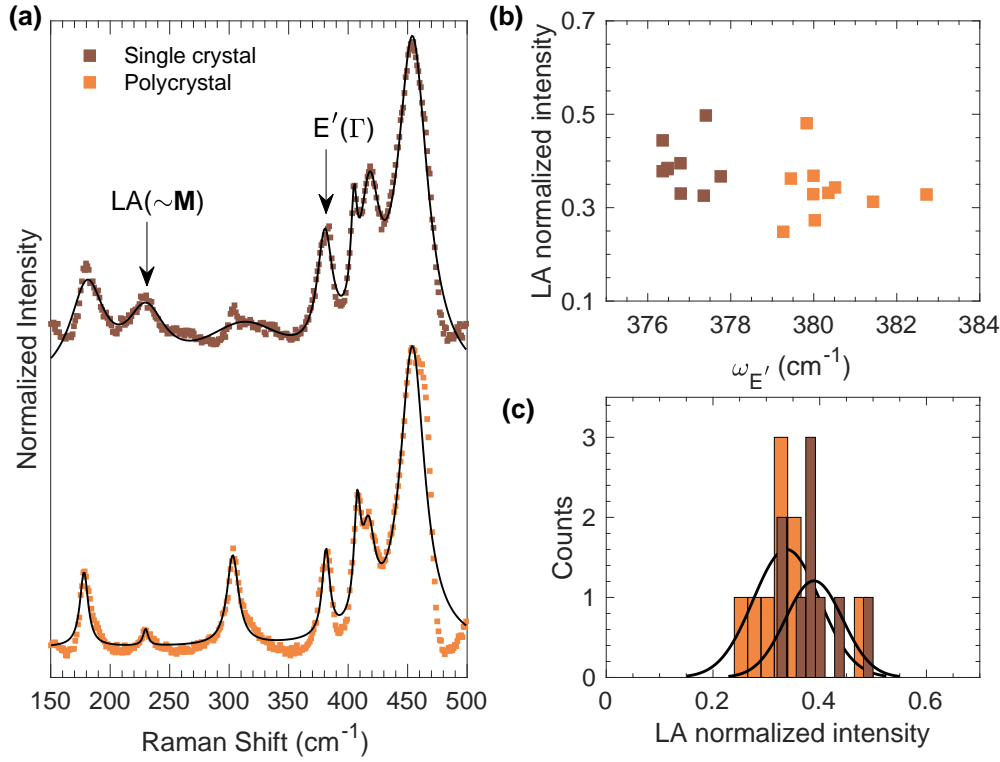 (a)
Single crystal
Polycrystal
E′(Γ)
LA(~M)
Normalized Intensity
150 200 250 300 350 400 450 500
Raman Shift (cm⁻¹)
(b)
0.7
0.5
0.3
0.1
LA normalized intensity
376 378 380 382 384
ω_E′ (cm⁻¹)
(c)
3
2
1
0
Counts
0 0.2 0.4 0.6
LA normalized intensity